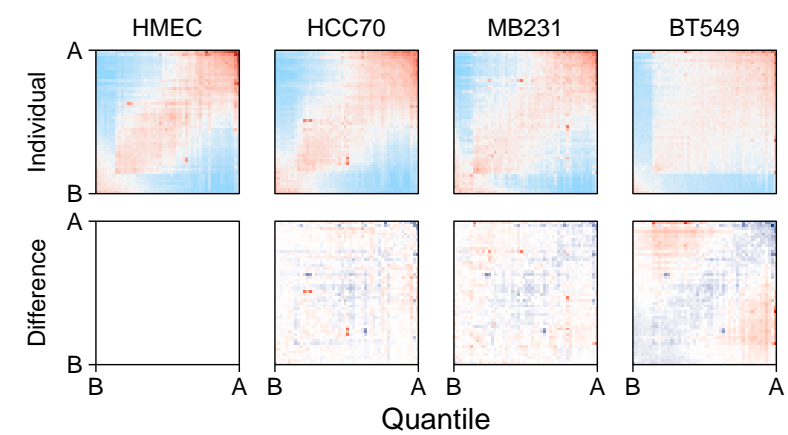 HMEC HCC70 MB231 BT549
A
Individual
B
A
Difference
B
B A B A B A B A
Quantile